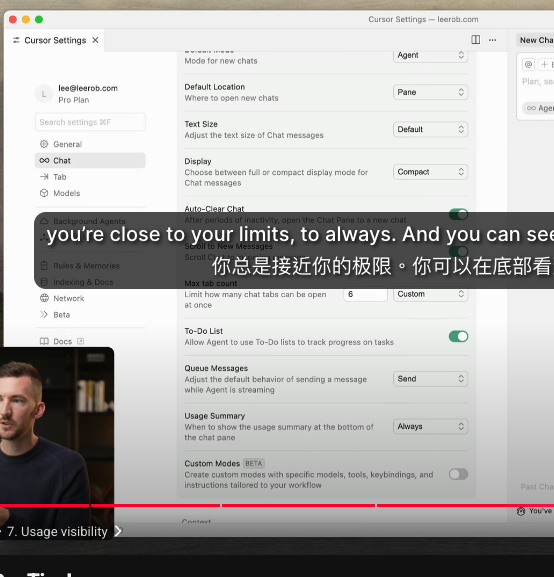 Cursor Settings — leerob.com
Cursor Settings
New Cha
lee@leerob.com
Pro Plan
L
Search settings ⌘F
General
Chat
Tab
Models
Background Agents
Rules & Memories
Indexing & Docs
Network
Beta
Docs
Default Mode
Mode for new chats
Agent
Default Location
Where to open new chats
Pane
Text Size
Adjust the text size of Chat messages
Default
Display
Choose between full or compact display mode for
Chat messages
Compact
Auto-Clear Chat
After periods of inactivity, open the Chat Pane to a new chat
you're close to your limits, to always. And you can see
Scroll to New Messages
你总是接近你的极限。你可以在底部看
Max tab count
Limit how many chat tabs can be open
at once
6
Custom
To-Do List
Allow Agent to use To-Do lists to track progress on tasks
Queue Messages
Adjust the default behavior of sending a message
while Agent is streaming
Send
Usage Summary
When to show the usage summary at the bottom of
the chat pane
Always
Custom Modes BETA
Create custom modes with specific models, tools, keybindings, and
instructions tailored to your workflow
Context
@
Plan, sea
Agen
Past Cha
You've
• 7. Usage visibility